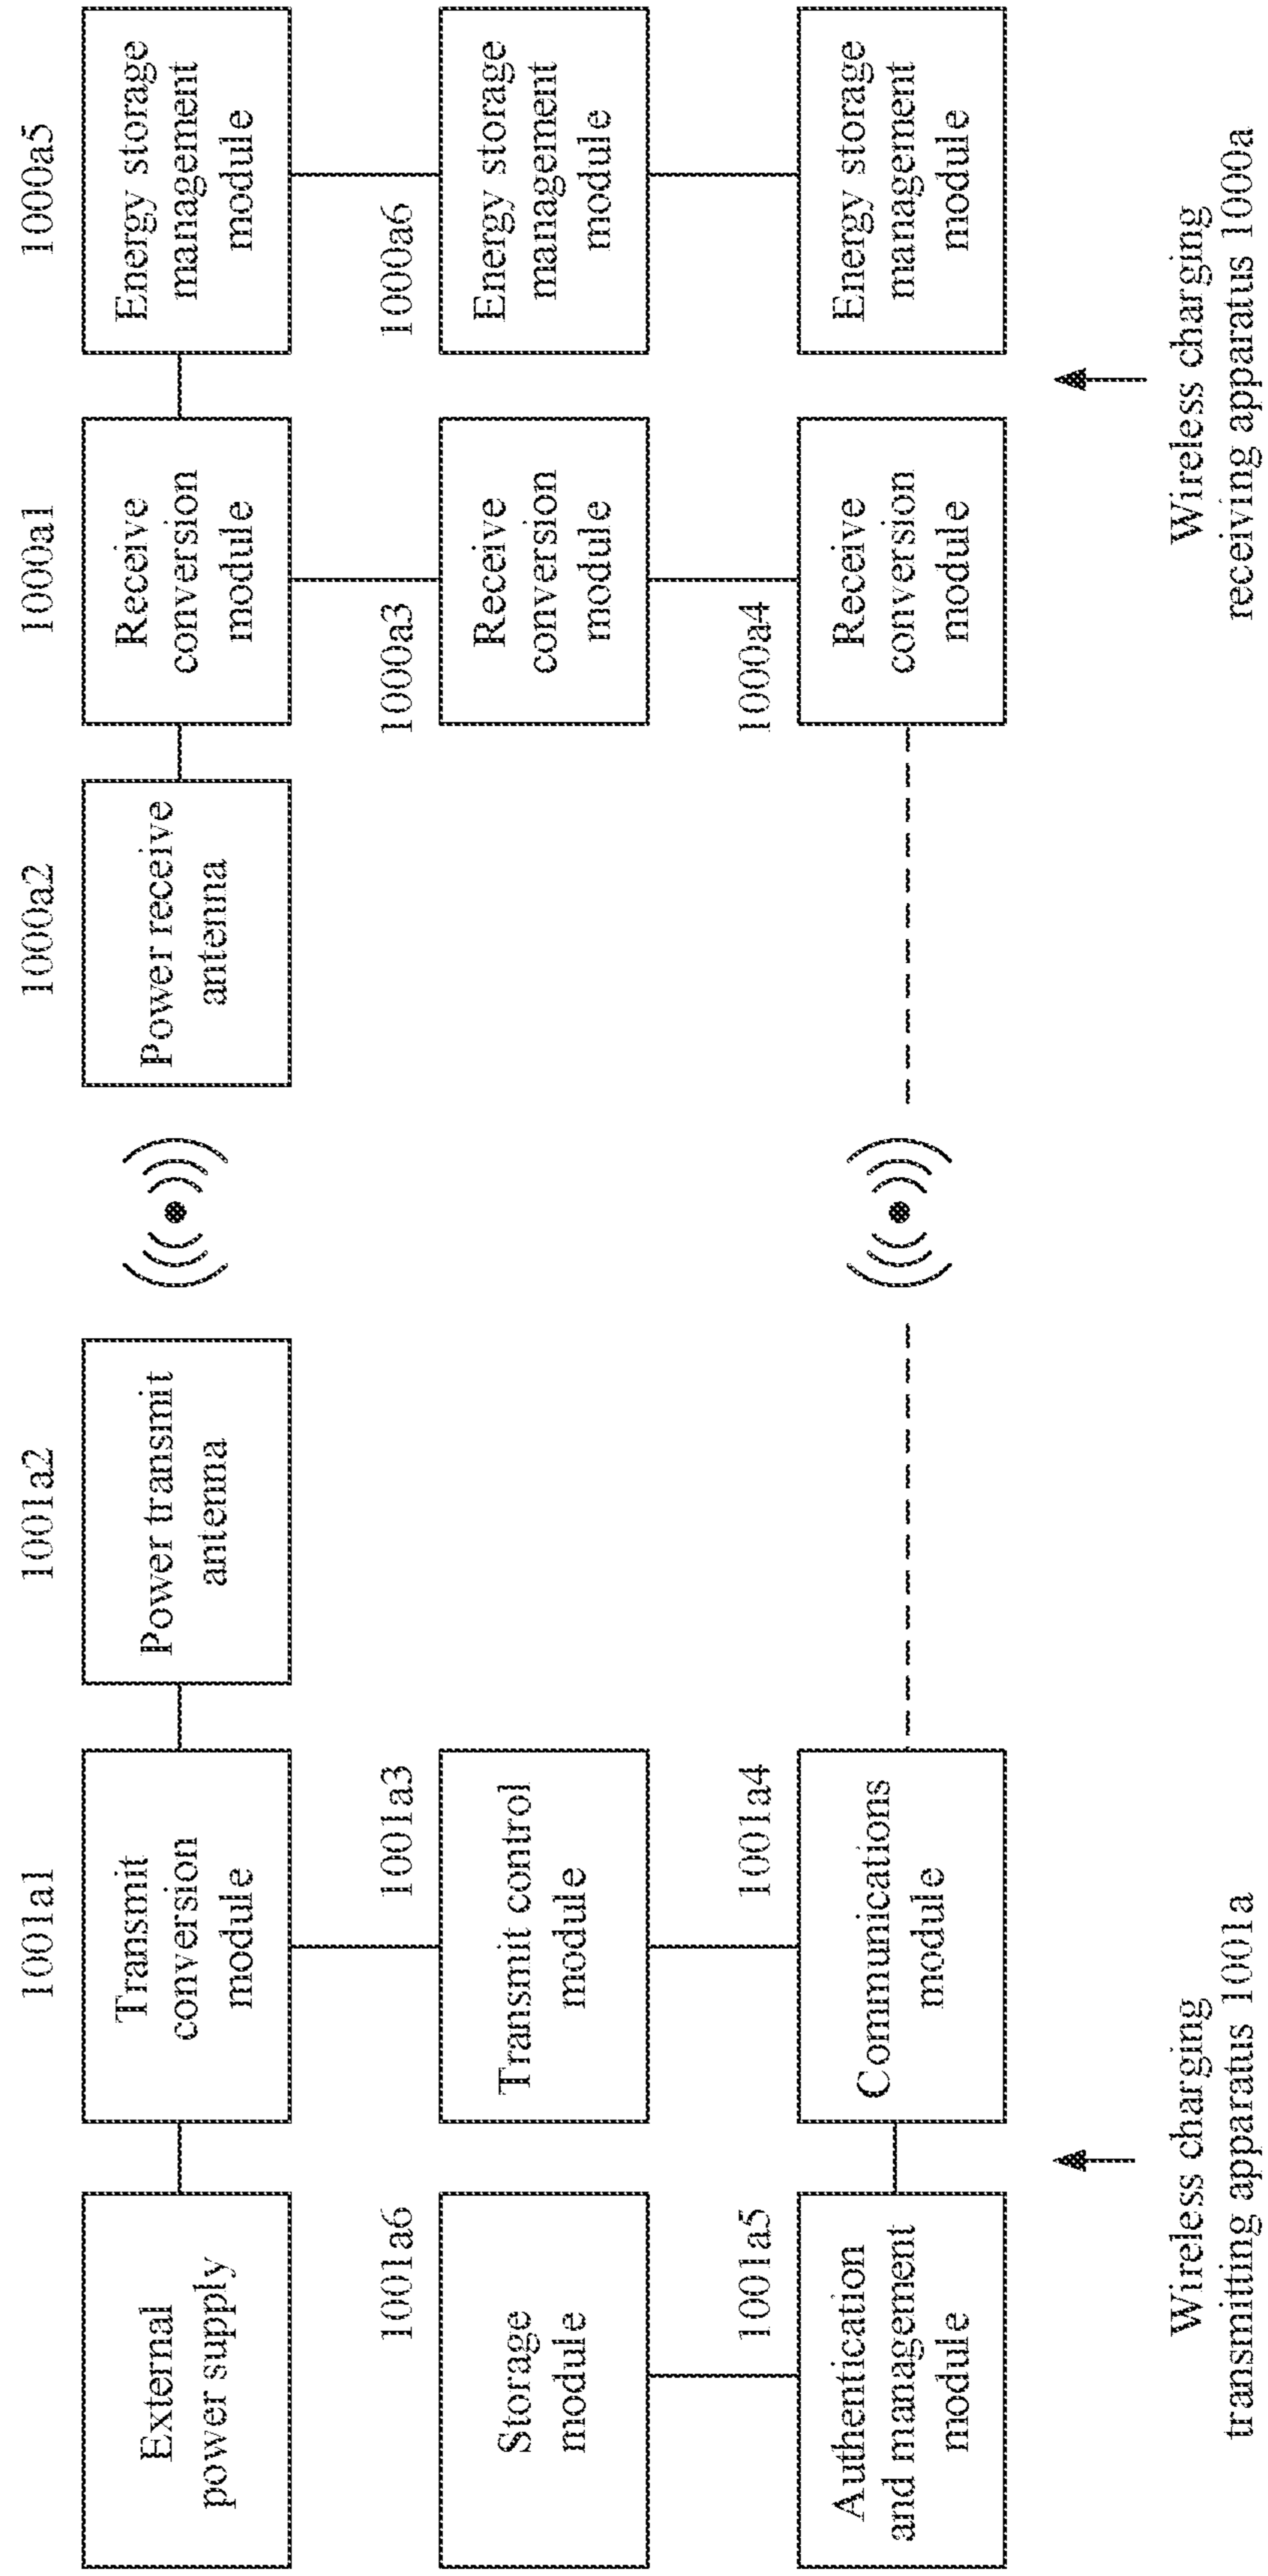 1001a1
1001a2
1000a2
1000a1
1000a5
External
power supply
Transmit
conversion
module
Power transmit
antenna
Power receive
antenna
Receive
conversion
module
Energy storage
management
module
1001a6
1001a3
1000a3
1000a6
Storage
module
Transmit control
module
Receive
conversion
module
Energy storage
management
module
1001a5
1001a4
1000a4
Authentication
and management
module
Communications
module
Receive
conversion
module
Energy storage
management
module
Wireless charging
transmitting apparatus 1001a
Wireless charging
receiving apparatus 1000a